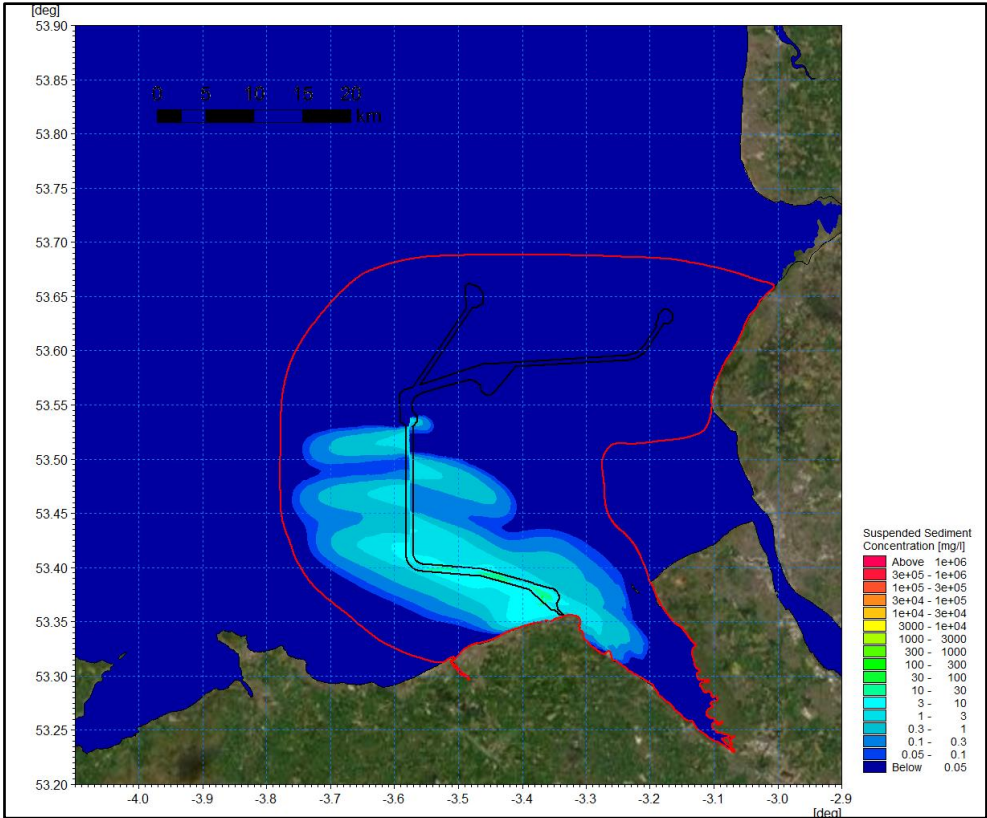 [deg]
53.90
53.85
53.80
53.75
53.70
53.65
53.60
53.55
53.50
53.45
53.40
53.35
53.30
53.25
53.20
0 5 10 15 20
km
-4.0 -3.9 -3.8 -3.7 -3.6 -3.5 -3.4 -3.3 -3.2 -3.1 -3.0 -2.9
[deg]
Suspended Sediment
Concentration [mg/l]
Above 1e+06
3e+05 - 1e+06
1e+05 - 3e+05
3e+04 - 1e+05
1e+04 - 3e+04
3000 - 1e+04
1000 - 3000
300 - 1000
100 - 300
30 - 100
10 - 30
3 - 10
1 - 3
0.3 - 1
0.1 - 0.3
0.05 - 0.1
Below 0.05